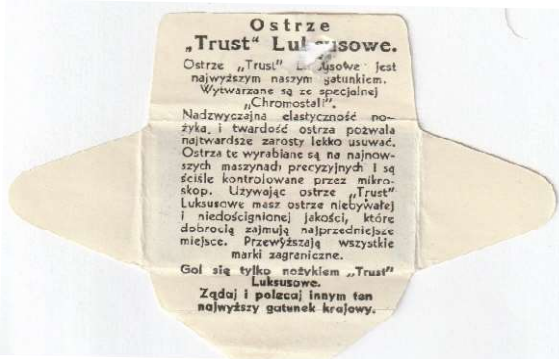 Ostrze
„Trust" Luksusowe.
Ostrze „Trust" Luksusowe jest
najwyższym naszym gatunkiem.
Wytwarzane są ze specjalnej
„Chromostali".
Nadzwyczajna elastyczność no-
żyka, i twardość ostrza pozwala
najtwardsze zarosty lekko usuwać.
Ostrza te wyrabiane są na najnow-
szych maszynach precyzyjnych i są
ściśle kontrolowane przez mikro-
skop. Używając ostrze „Trust"
Luksusowe masz ostrze niebywałej
i niedoścignionej jakości, które
dobrocią zajmują najprzedniejsze
miejsce. Przewyższają wszystkie
marki zagraniczne.
Gol się tylko nożykiem „Trust"
Luksusowe.
Żądaj i polecaj innym ten
najwyższy gatunek krajowy.